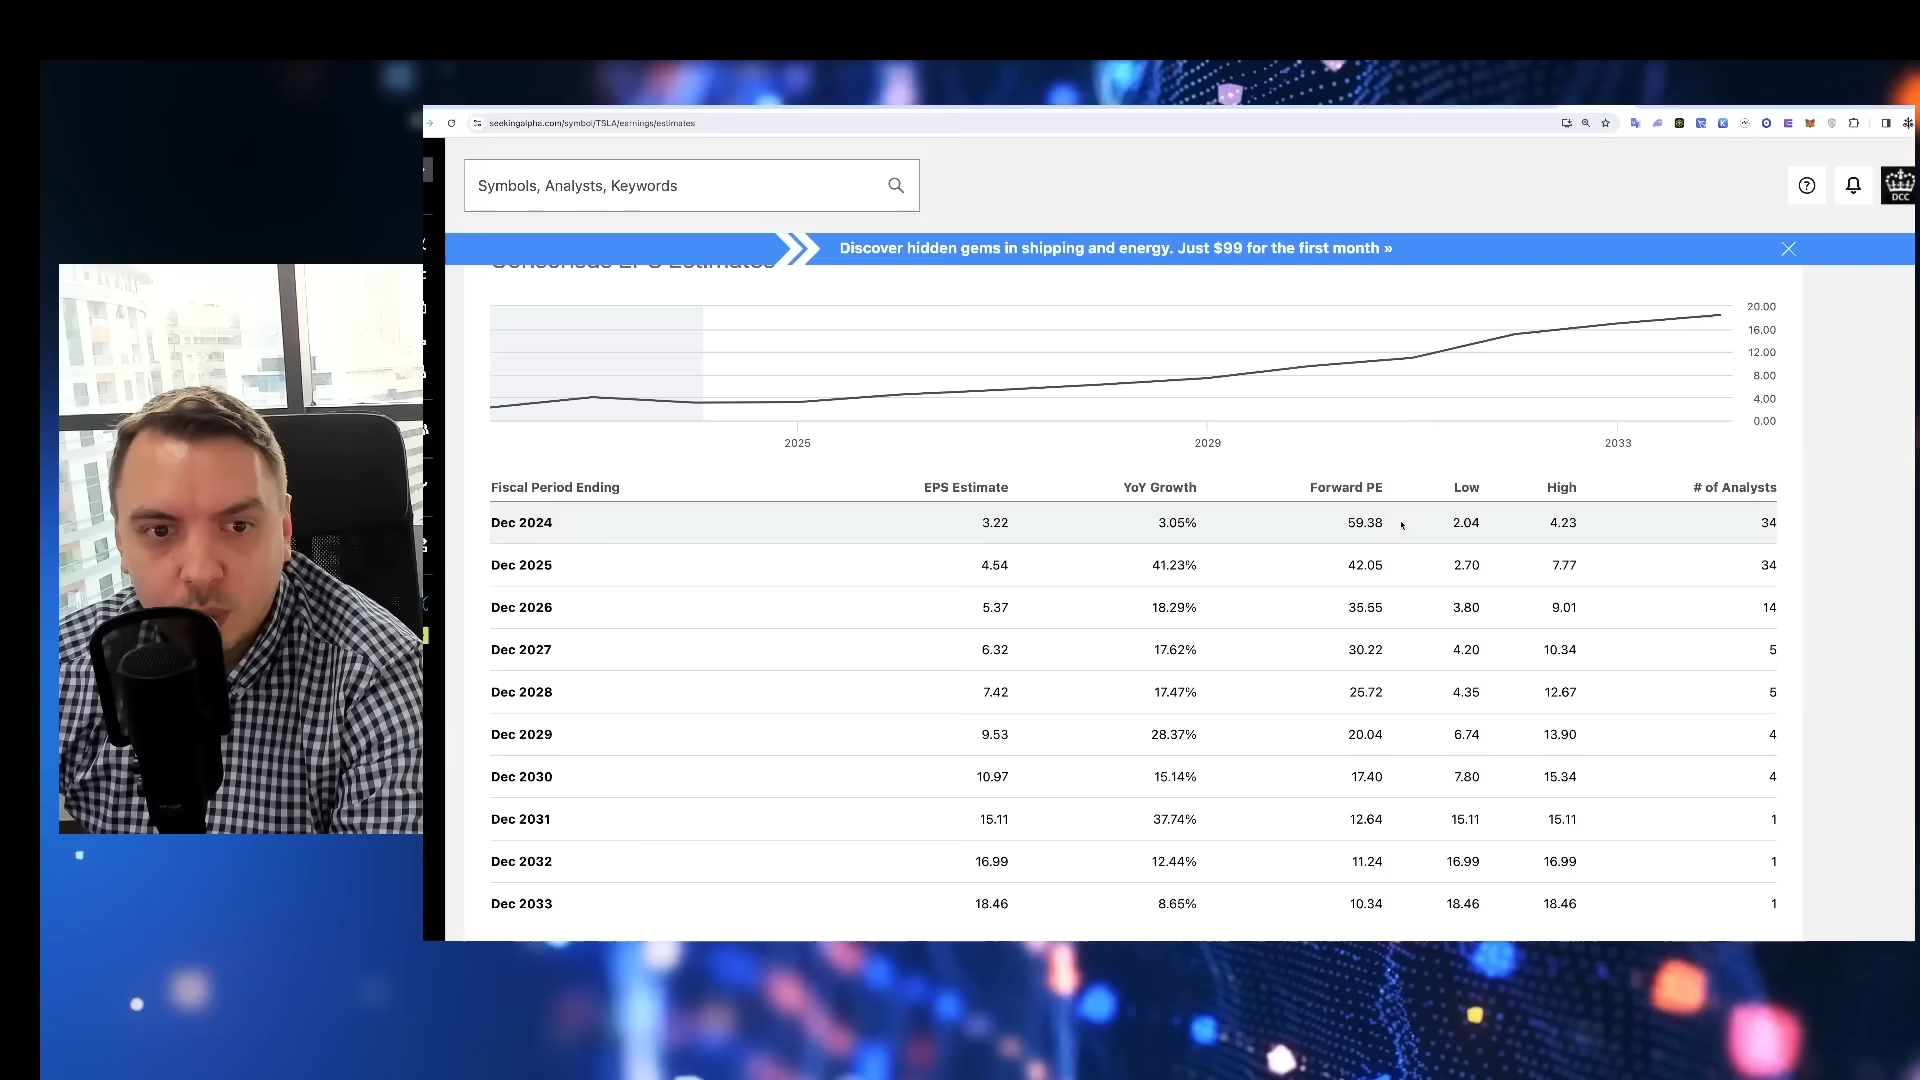 seekingalpha.com/symbol/TSLA/earnings/estimates
Symbols, Analysts, Keywords
DCC
Discover hidden gems in shipping and energy. Just $99 for the first month »
Consensus EPS Estimates
20.00
16.00
12.00
8.00
4.00
0.00
2025 2029 2033
Fiscal Period Ending EPS Estimate YoY Growth Forward PE Low High # of Analysts
Dec 2024 3.22 3.05% 59.38 2.04 4.23 34
Dec 2025 4.54 41.23% 42.05 2.70 7.77 34
Dec 2026 5.37 18.29% 35.55 3.80 9.01 14
Dec 2027 6.32 17.62% 30.22 4.20 10.34 5
Dec 2028 7.42 17.47% 25.72 4.35 12.67 5
Dec 2029 9.53 28.37% 20.04 6.74 13.90 4
Dec 2030 10.97 15.14% 17.40 7.80 15.34 4
Dec 2031 15.11 37.74% 12.64 15.11 15.11 1
Dec 2032 16.99 12.44% 11.24 16.99 16.99 1
Dec 2033 18.46 8.65% 10.34 18.46 18.46 1